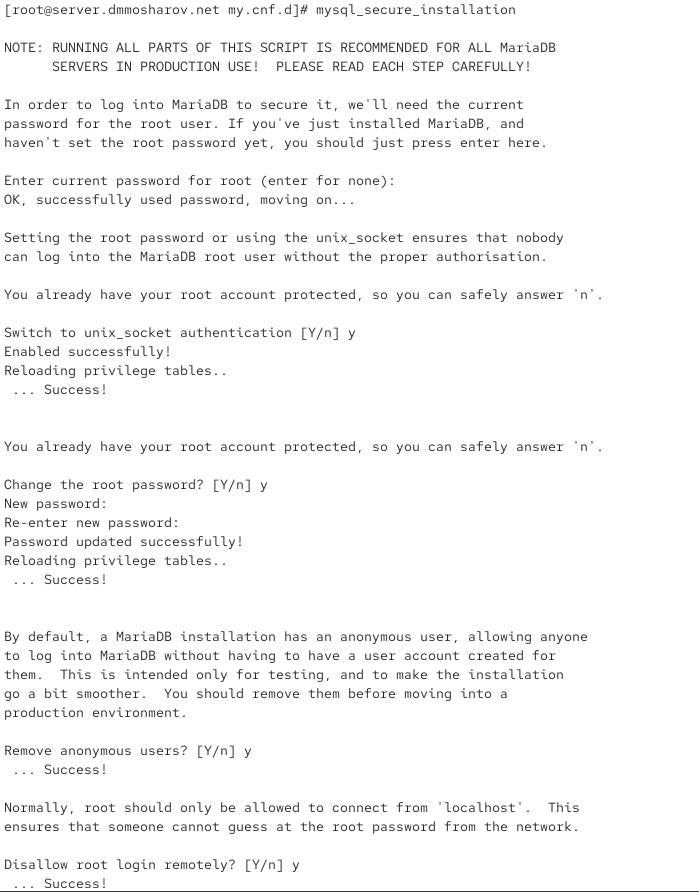 [root@server.dmmosharov.net my.cnf.d]# mysql_secure_installation
NOTE: RUNNING ALL PARTS OF THIS SCRIPT IS RECOMMENDED FOR ALL MariaDB
SERVERS IN PRODUCTION USE!  PLEASE READ EACH STEP CAREFULLY!
In order to log into MariaDB to secure it, we'll need the current
password for the root user. If you've just installed MariaDB, and
haven't set the root password yet, you should just press enter here.
Enter current password for root (enter for none):
OK, successfully used password, moving on...
Setting the root password or using the unix_socket ensures that nobody
can log into the MariaDB root user without the proper authorisation.
You already have your root account protected, so you can safely answer 'n'.
Switch to unix_socket authentication [Y/n] y
Enabled successfully!
Reloading privilege tables..
... Success!
You already have your root account protected, so you can safely answer 'n'.
Change the root password? [Y/n] y
New password:
Re-enter new password:
Password updated successfully!
Reloading privilege tables..
... Success!
By default, a MariaDB installation has an anonymous user, allowing anyone
to log into MariaDB without having to have a user account created for
them.  This is intended only for testing, and to make the installation
go a bit smoother.  You should remove them before moving into a
production environment.
Remove anonymous users? [Y/n] y
... Success!
Normally, root should only be allowed to connect from 'localhost'.  This
ensures that someone cannot guess at the root password from the network.
Disallow root login remotely? [Y/n] y
... Success!